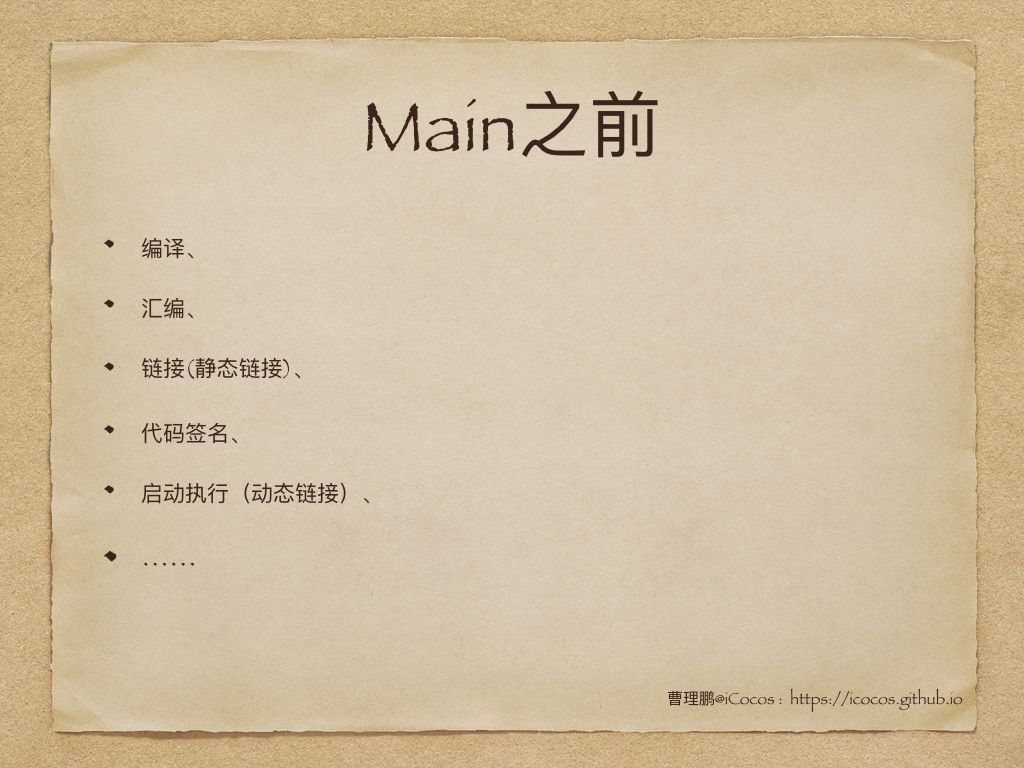 Main之前
• 编译、
• 汇编、
• 链接(静态链接)、
• 代码签名、
• 启动执行（动态链接）、
• ……
曹理鹏@iCocos : https://icocos.github.io